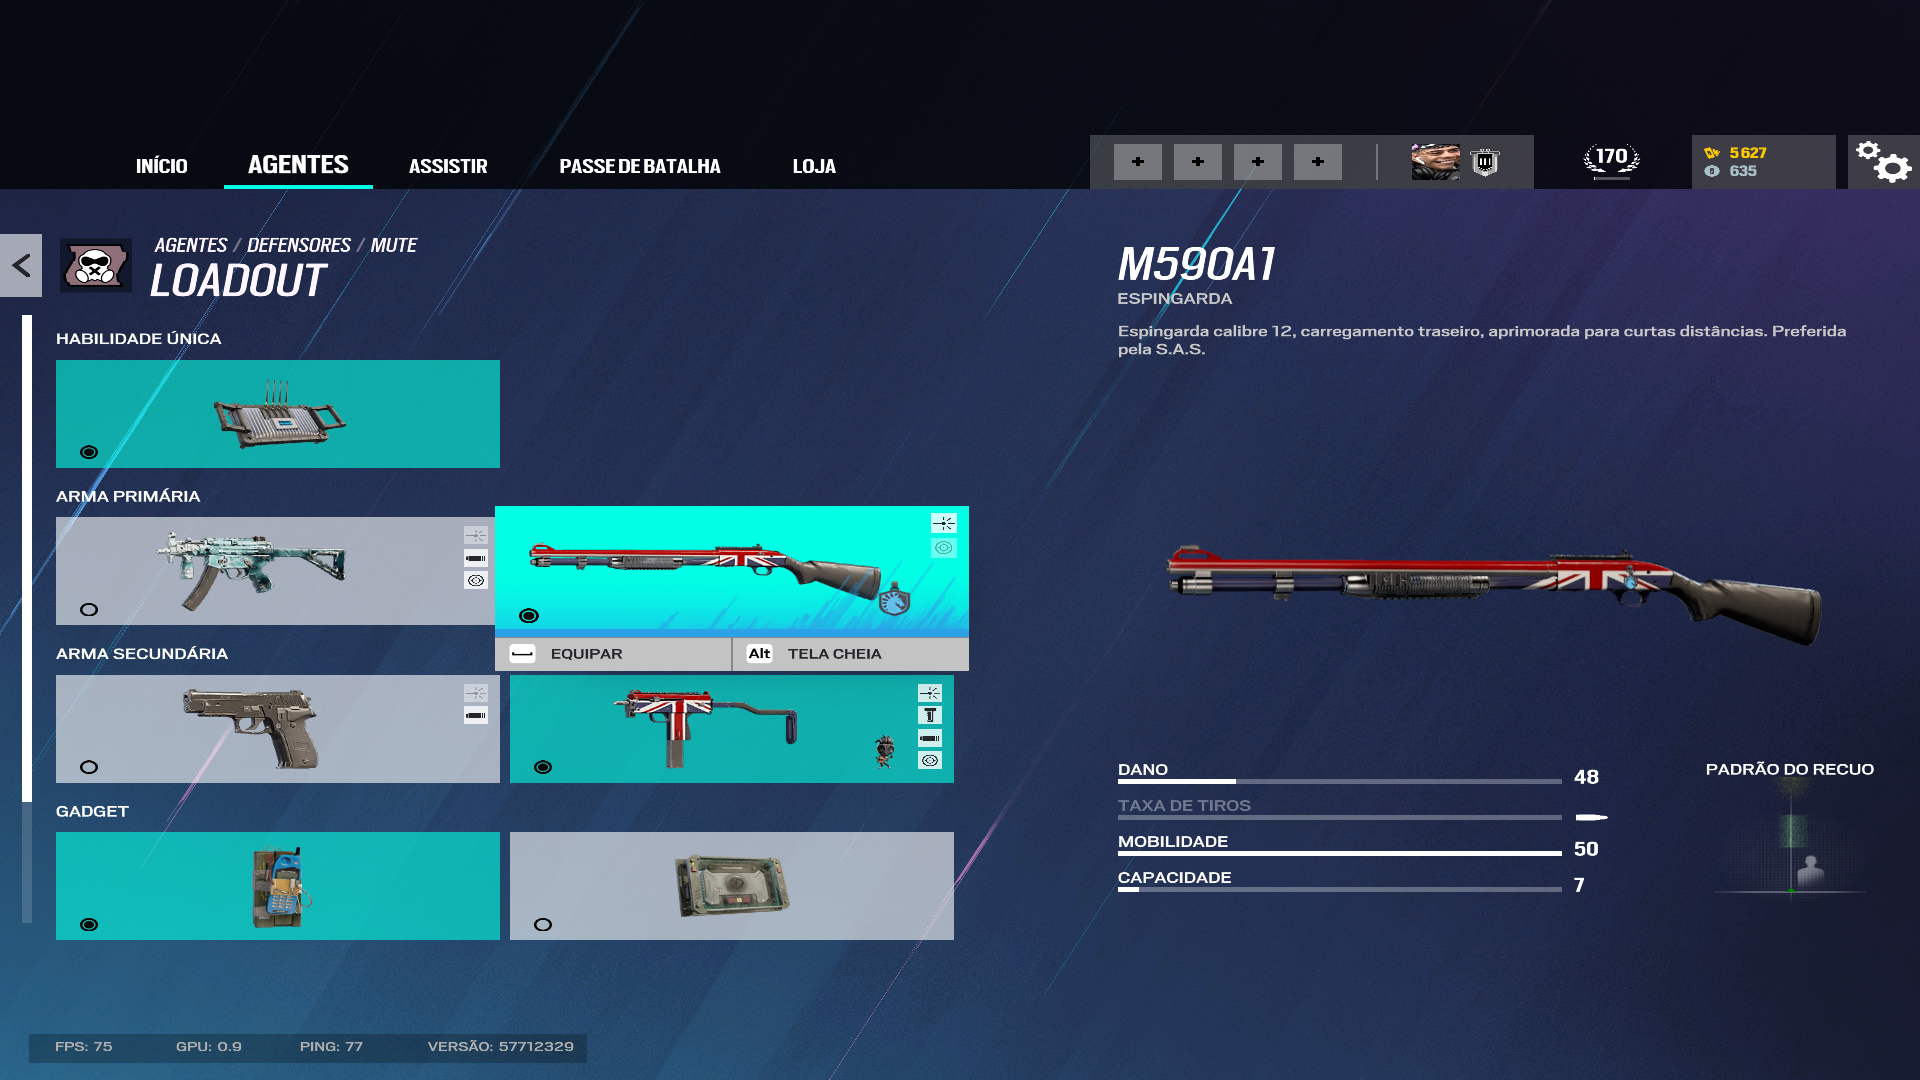 INÍCIO
AGENTES
ASSISTIR
PASSE DE BATALHA
LOJA
170
5 627
635
AGENTES / DEFENSORES / MUTE
LOADOUT
HABILIDADE ÚNICA
ARMA PRIMÁRIA
EQUIPAR
Alt TELA CHEIA
ARMA SECUNDÁRIA
GADGET
M590A1
ESPINGARDA
Espingarda calibre 12, carregamento traseiro, aprimorada para curtas distâncias. Preferida
pela S.A.S.
DANO 48
TAXA DE TIROS
MOBILIDADE 50
CAPACIDADE 7
PADRÃO DO RECUO
FPS: 75 GPU: 0.9 PING: 77 VERSÃO: 57712329